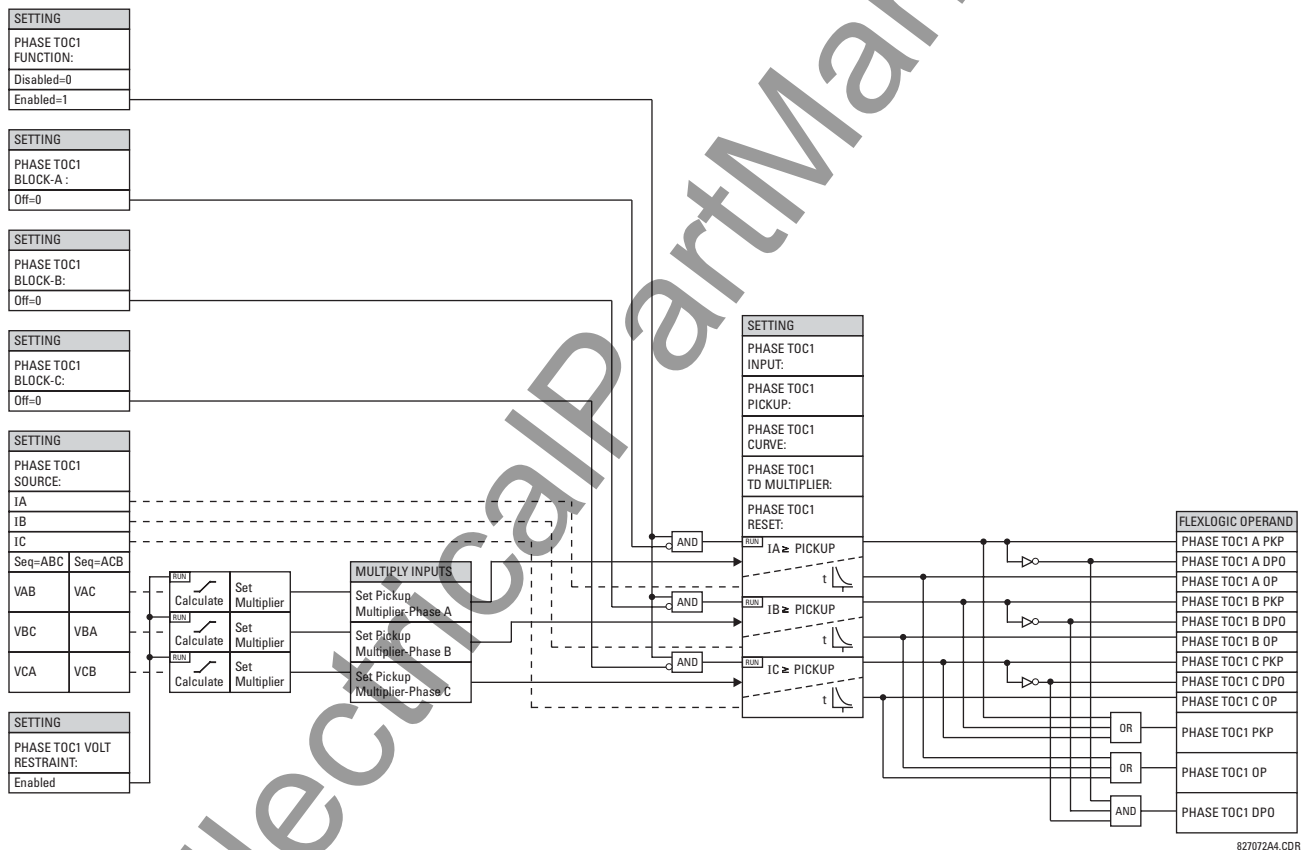 SETTING
PHASE TOC1
FUNCTION:
Disabled=0
Enabled=1
SETTING
PHASE TOC1
BLOCK-A :
Off=0
SETTING
PHASE TOC1
BLOCK-B:
Off=0
SETTING
PHASE TOC1
BLOCK-C:
Off=0
SETTING
PHASE TOC1
SOURCE:
IA
IB
IC
Seq=ABC Seq=ACB
VAB VAC
VBC VBA
VCA VCB
SETTING
PHASE TOC1 VOLT
RESTRAINT:
Enabled
RUN
Calculate
Set
Multiplier
RUN
Calculate
Set
Multiplier
RUN
Calculate
Set
Multiplier
MULTIPLY INPUTS
Set Pickup
Multiplier-Phase A
Set Pickup
Multiplier-Phase B
Set Pickup
Multiplier-Phase C
AND
AND
AND
SETTING
PHASE TOC1
INPUT:
PHASE TOC1
PICKUP:
PHASE TOC1
CURVE:
PHASE TOC1
TD MULTIPLIER:
PHASE TOC1
RESET:
RUN IA ≥ PICKUP
t
RUN IB ≥ PICKUP
t
RUN IC ≥ PICKUP
t
OR
OR
AND
FLEXLOGIC OPERAND
PHASE TOC1 A PKP
PHASE TOC1 A DPO
PHASE TOC1 A OP
PHASE TOC1 B PKP
PHASE TOC1 B DPO
PHASE TOC1 B OP
PHASE TOC1 C PKP
PHASE TOC1 C DPO
PHASE TOC1 C OP
PHASE TOC1 PKP
PHASE TOC1 OP
PHASE TOC1 DPO
827072A4.CDR
lectricalPartMan